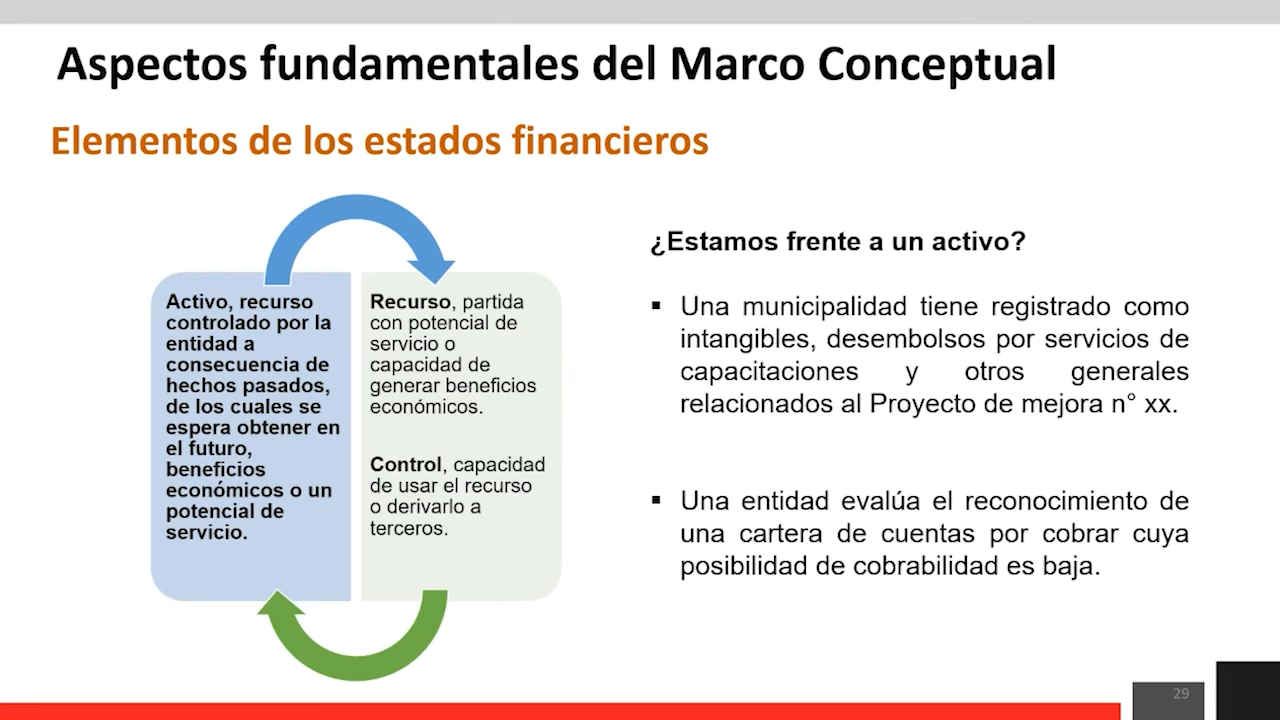 Aspectos fundamentales del Marco Conceptual
Elementos de los estados financieros
Activo, recurso
controlado por la
entidad a
consecuencia de
hechos pasados,
de los cuales se
espera obtener en
el futuro,
beneficios
económicos o un
potencial de
servicio.
Recurso, partida
con potencial de
servicio o
capacidad de
generar beneficios
económicos.
Control, capacidad
de usar el recurso
o derivarlo a
terceros.
¿Estamos frente a un activo?
▪ Una municipalidad tiene registrado como
intangibles, desembolsos por servicios de
capacitaciones y otros generales
relacionados al Proyecto de mejora n° xx.
▪ Una entidad evalúa el reconocimiento de
una cartera de cuentas por cobrar cuya
posibilidad de cobrabilidad es baja.
29